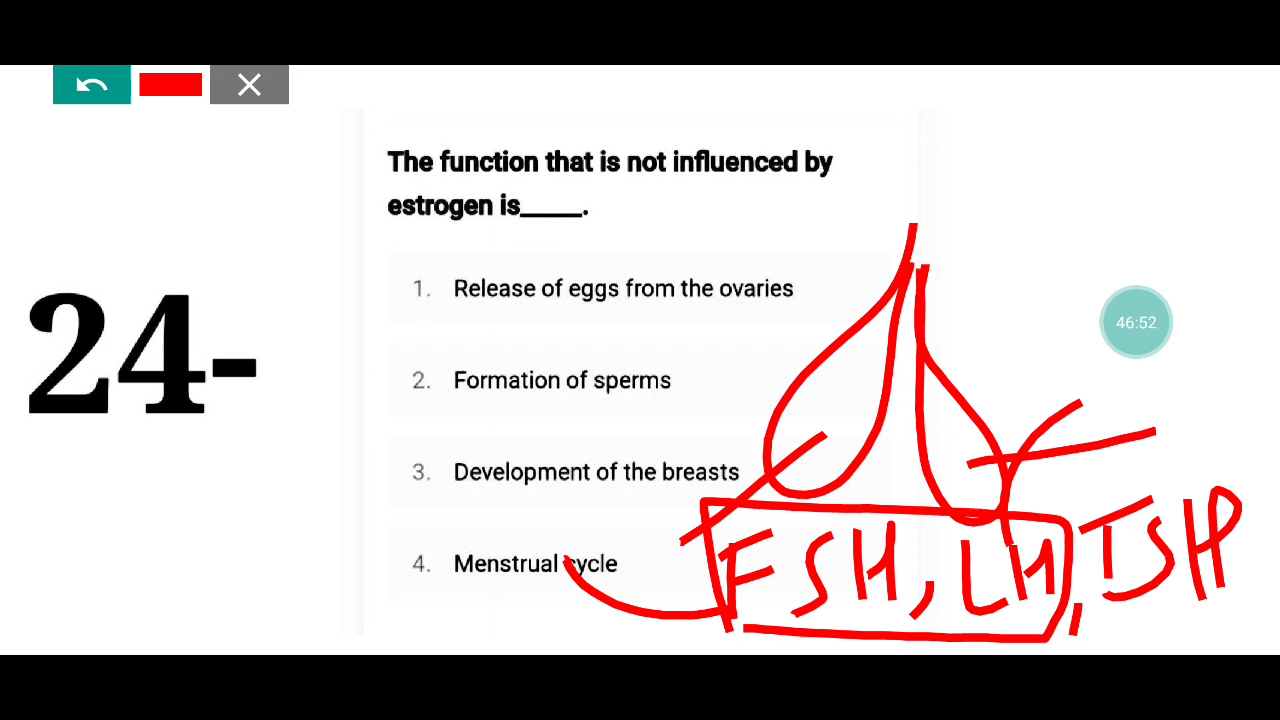 The function that is not influenced by
estrogen is_____.
24-
1. Release of eggs from the ovaries
46:52
2. Formation of sperms
3. Development of the breasts
4. Menstrual cycle
FSH, LH, TSH